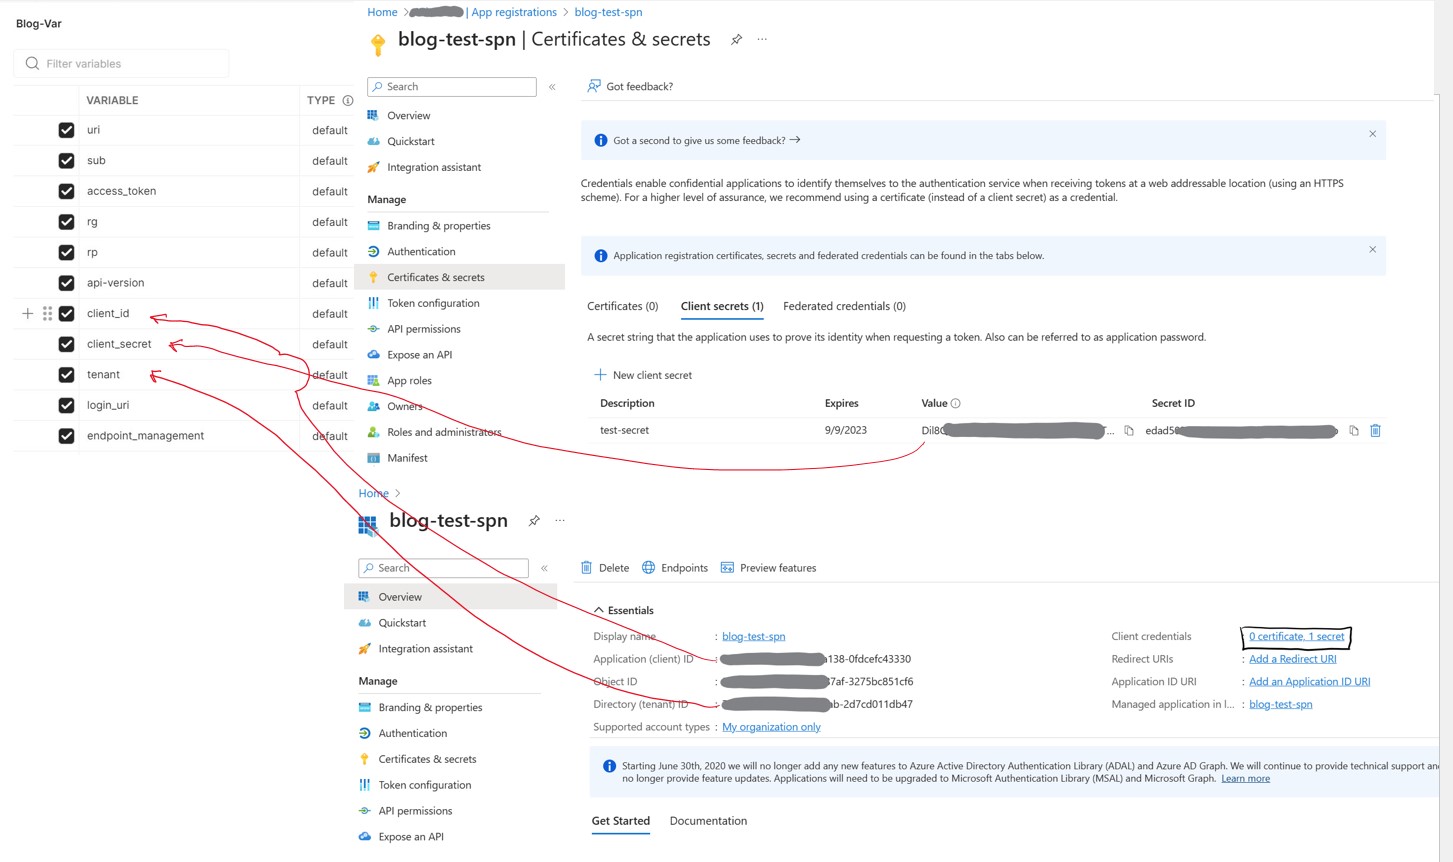 Blog-Var
Filter variables
VARIABLE TYPE
uri default
sub default
access_token default
rg default
rp default
api-version default
client_id default
client_secret default
tenant default
login_uri default
endpoint_management default
Home > | App registrations > blog-test-spn
blog-test-spn | Certificates & secrets ...
Search «
Overview
Quickstart
Integration assistant
Manage
Branding & properties
Authentication
Certificates & secrets
Token configuration
API permissions
Expose an API
App roles
Owners
Roles and administrators
Manifest
Got feedback?
Got a second to give us some feedback? →
Credentials enable confidential applications to identify themselves to the authentication service when receiving tokens at a web addressable location (using an HTTPS
scheme). For a higher level of assurance, we recommend using a certificate (instead of a client secret) as a credential.
Application registration certificates, secrets and federated credentials can be found in the tabs below.
Certificates (0) Client secrets (1) Federated credentials (0)
A secret string that the application uses to prove its identity when requesting a token. Also can be referred to as application password.
+ New client secret
Description Expires Value Secret ID
test-secret 9/9/2023
Home >
blog-test-spn ...
Search «
Overview
Quickstart
Integration assistant
Manage
Branding & properties
Authentication
Certificates & secrets
Token configuration
API permissions
Expose an API
Delete Endpoints Preview features
Essentials
Display name : blog-test-spn
Application (client) ID : 138-0fdcefc43330
Object ID : 7af-3275bc851cf6
Directory (tenant) ID : b-2d7cd011db47
Supported account types : My organization only
Client credentials : 0 certificate, 1 secret
Redirect URIs : Add a Redirect URI
Application ID URI : Add an Application ID URI
Managed application in l... : blog-test-spn
Starting June 30th, 2020 we will no longer add any new features to Azure Active Directory Authentication Library (ADAL) and Azure AD Graph. We will continue to provide technical support
no longer provide feature updates. Applications will need to be upgraded to Microsoft Authentication Library (MSAL) and Microsoft Graph. Learn more
Get Started Documentation